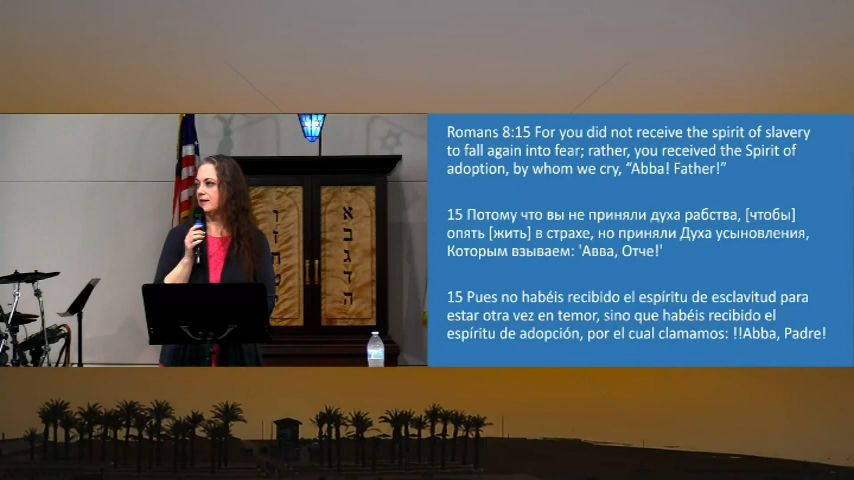 Romans 8:15 For you did not receive the spirit of slavery
to fall again into fear; rather, you received the Spirit of
adoption, by whom we cry, “Abba! Father!”
15 Потому что вы не приняли духа рабства, [чтобы]
опять [жить] в страхе, но приняли Духа усыновления,
Которым взываем: 'Авва, Отче!'
15 Pues no habéis recibido el espíritu de esclavitud para
estar otra vez en temor, sino que habéis recibido el
espíritu de adopción, por el cual clamamos: !!Abba, Padre!
א
ב
ג
ד
ה
ו
ז